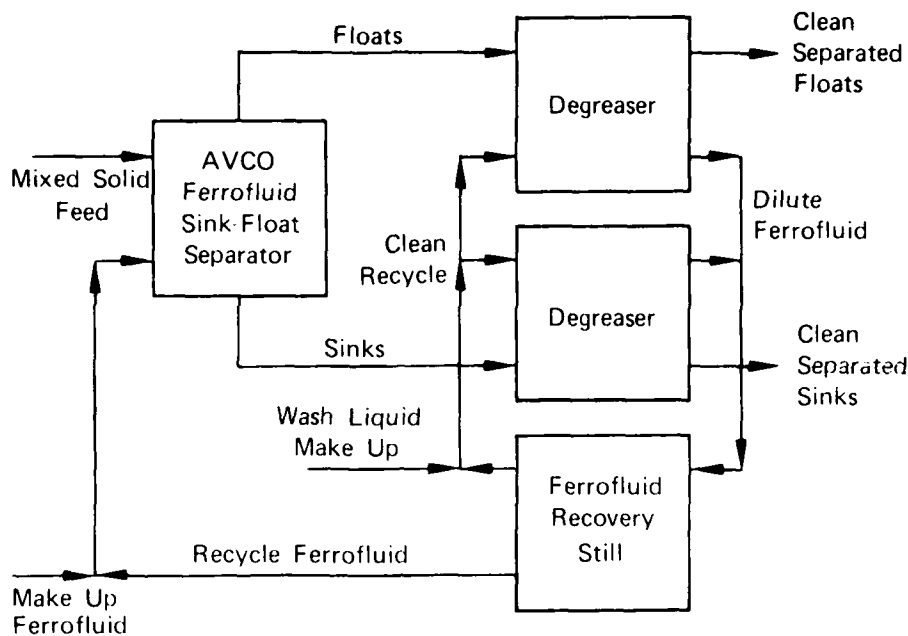 Floats
Clean
Separated
Floats
Degreaser
AVCO
Ferrofluid
Sink-Float
Separator
Mixed Solid
Feed
Dilute
Ferrofluid
Clean
Recycle
Degreaser
Sinks
Clean
Separated
Sinks
Wash Liquid
Make Up
Ferrofluid
Recovery
Still
Recycle Ferrofluid
Make Up
Ferrofluid